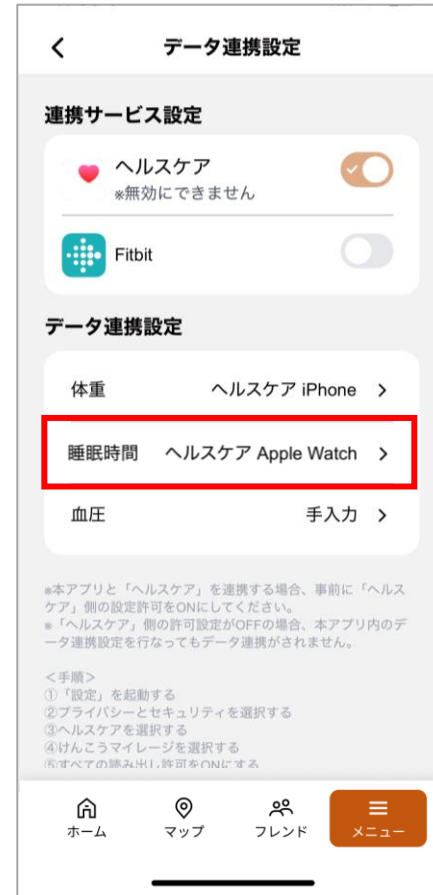 データ連携設定
連携サービス設定
ヘルスケア
※無効にできません
Fitbit
データ連携設定
体重 ヘルスケア iPhone
睡眠時間 ヘルスケア Apple Watch
血圧 手入力
※本アプリと「ヘルスケア」を連携する場合、事前に「ヘルス
ケア」側の設定許可をONにしてください。
※「ヘルスケア」側の許可設定がOFFの場合、本アプリ内のデ
ータ連携設定を行なってもデータ連携がされません。
＜手順＞
①「設定」を起動する
②プライバシーとセキュリティを選択する
③ヘルスケアを選択する
④けんこうマイレージを選択する
⑤すべての読み出し許可をONにする
ホーム マップ フレンド メニュー